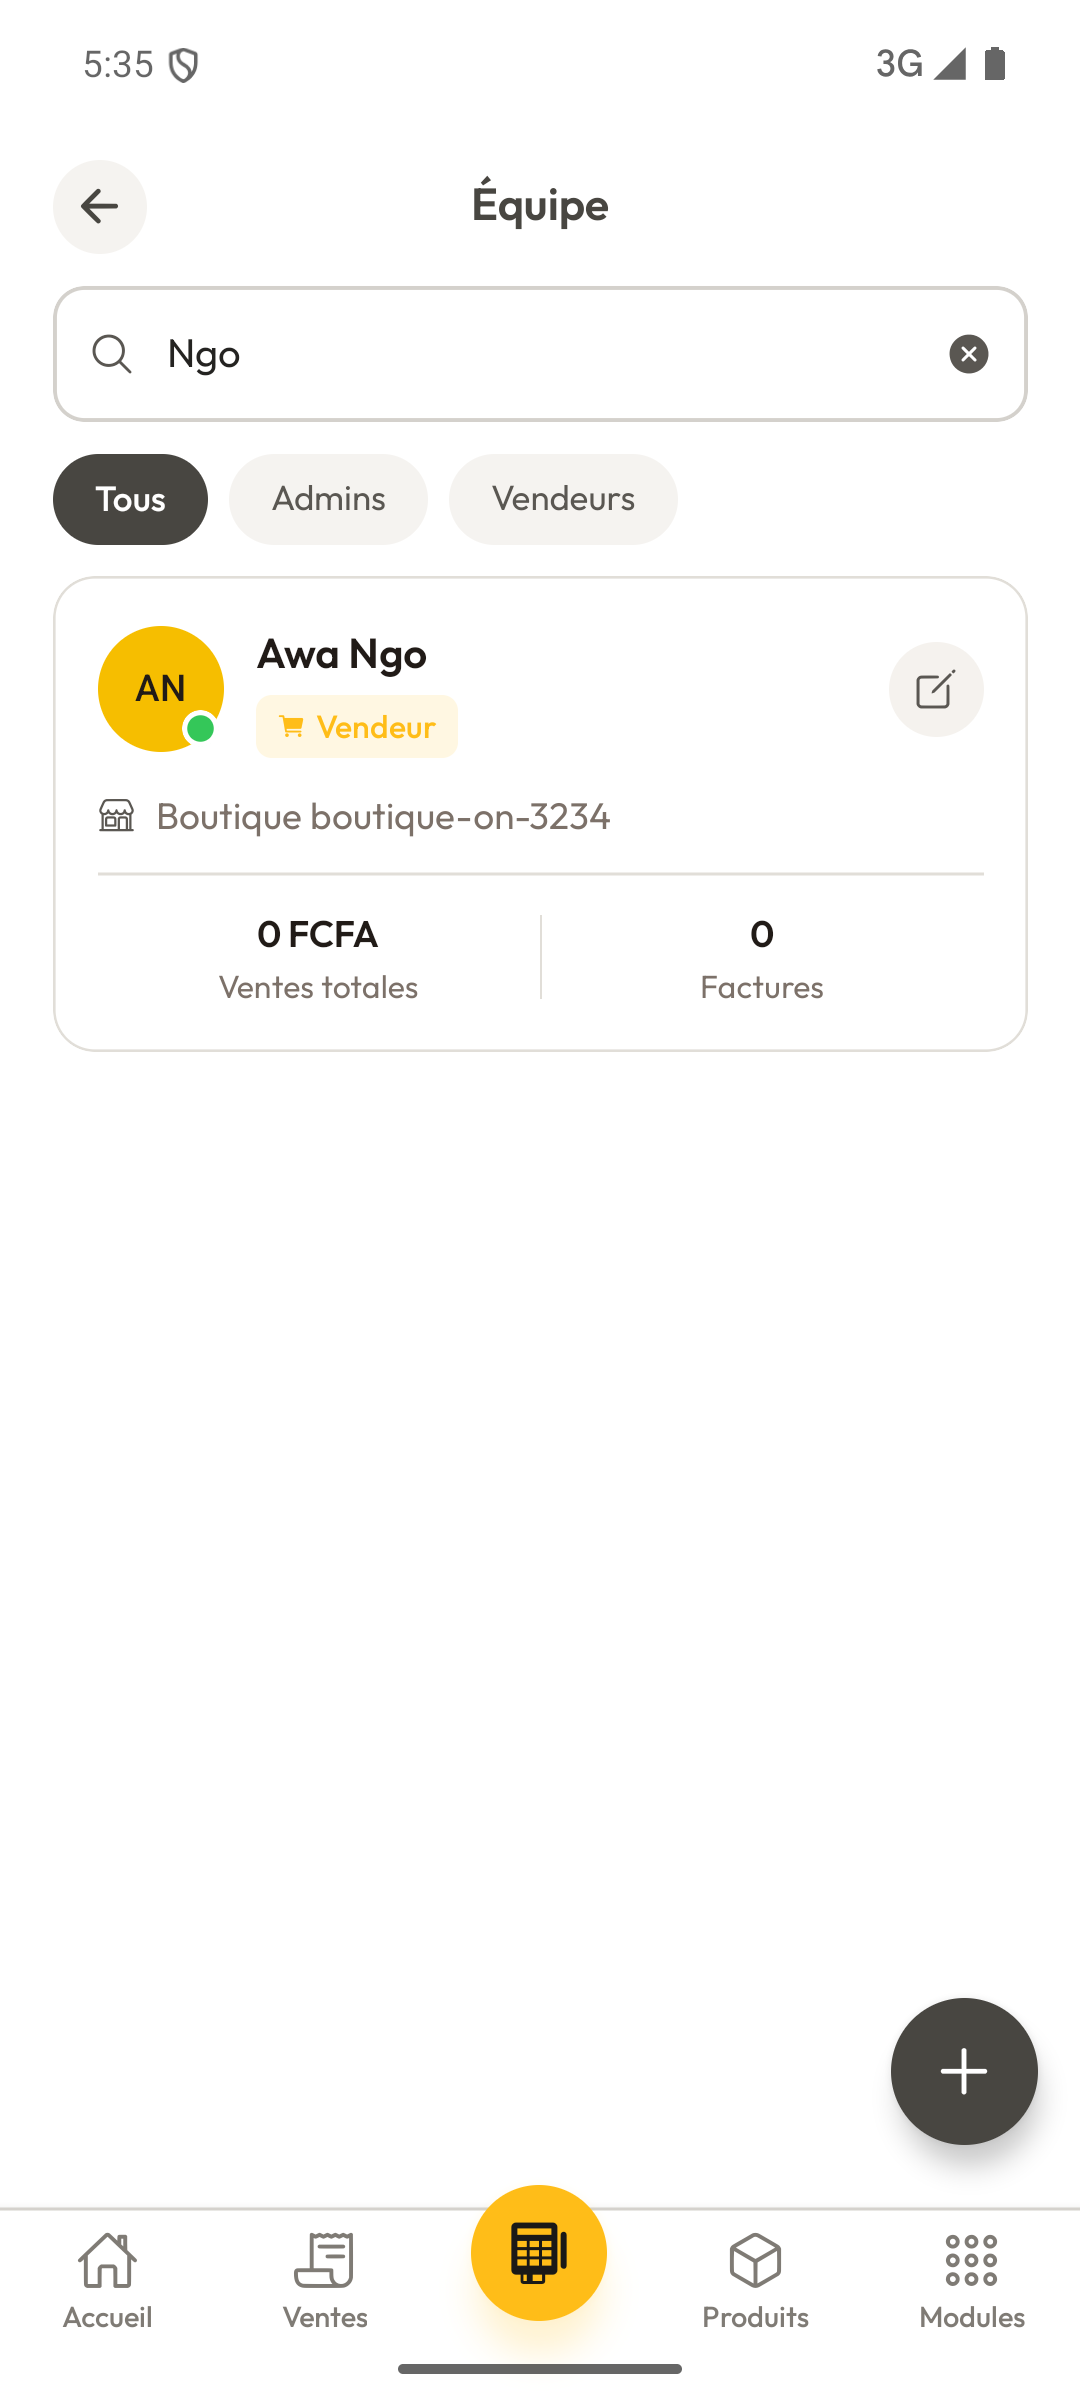 5:35
3G
Équipe
Ngo
Tous
Admins
Vendeurs
AN
Awa Ngo
Vendeur
Boutique boutique-on-3234
0 FCFA
Ventes totales
0
Factures
Accueil
Ventes
Produits
Modules